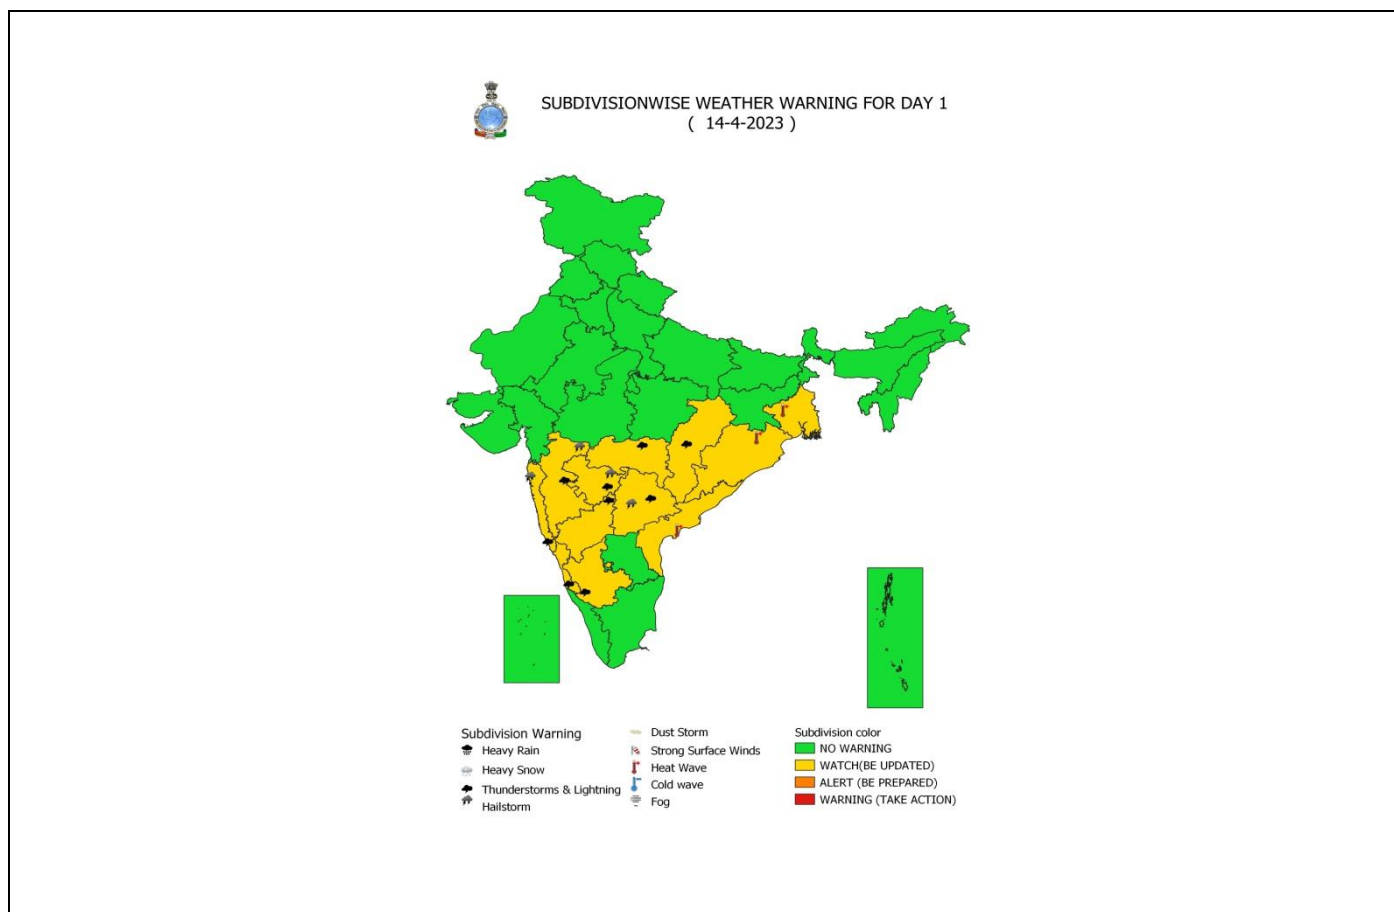 SUBDIVISIONWISE WEATHER WARNING FOR DAY 1
( 14-4-2023 )
Subdivision Warning
Heavy Rain
Heavy Snow
Thunderstorms & Lightning
Hailstorm
Dust Storm
Strong Surface Winds
Heat Wave
Cold wave
Fog
Subdivision color
NO WARNING
WATCH(BE UPDATED)
ALERT (BE PREPARED)
WARNING (TAKE ACTION)